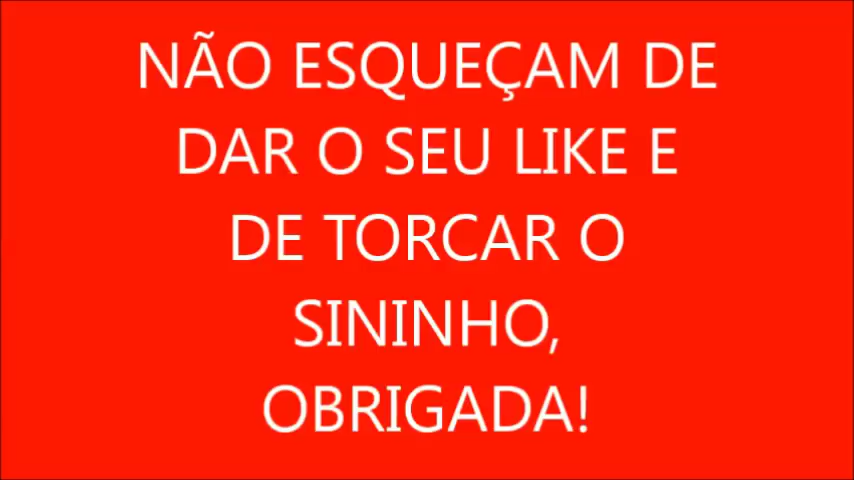 NÃO ESQUEÇAM DE
DAR O SEU LIKE E
DE TORCAR O
SININHO,
OBRIGADA!